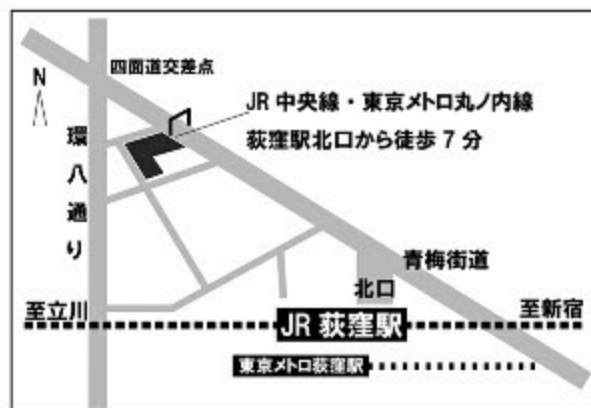 四面道交差点
N
JR 中央線・東京メトロ丸ノ内線
荻窪駅北口から徒歩 7 分
環八通り
青梅街道
北口
至立川
至新宿
JR 荻窪駅
東京メトロ荻窪駅